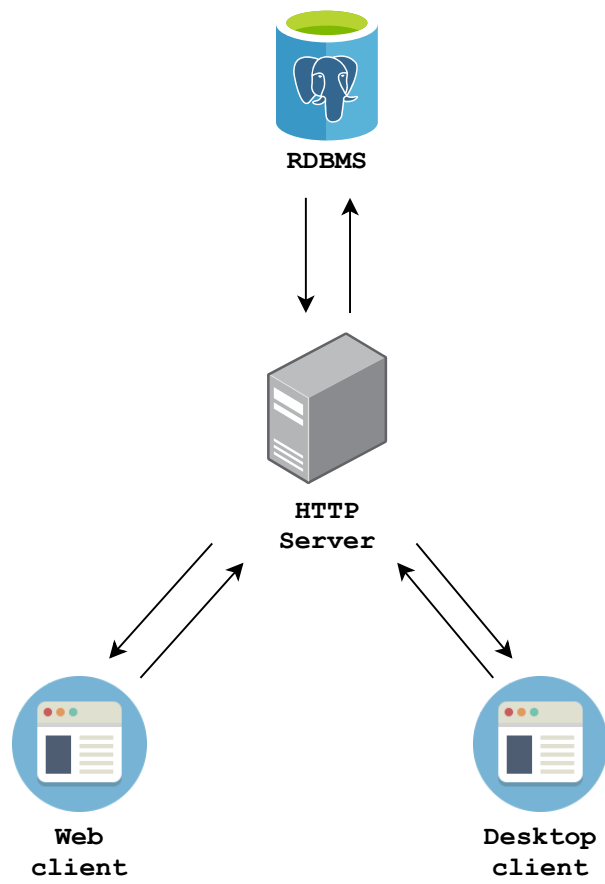 RDBMS
HTTP
Server
Web
client
Desktop
client